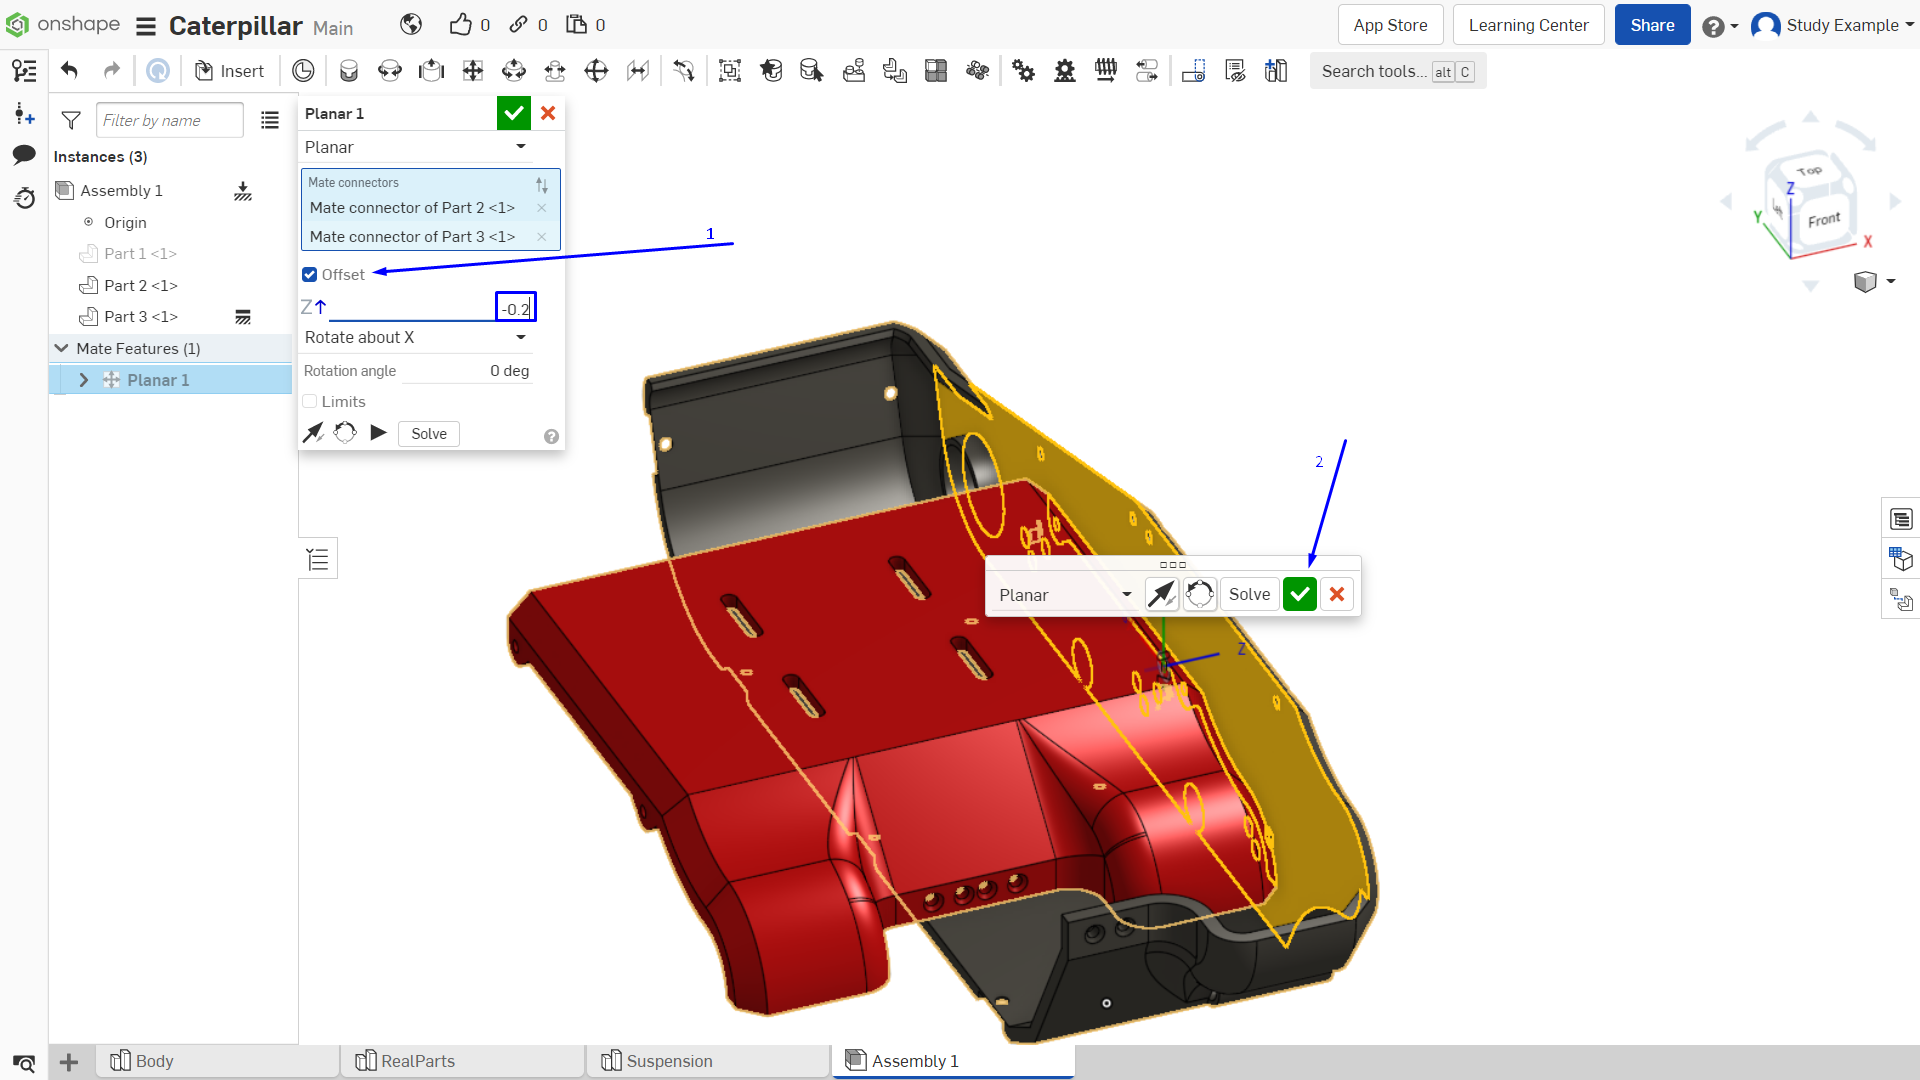 onshape Caterpillar Main 0 0 0 App Store Learning Center Share ? Study Example
Insert Search tools... alt C
Filter by name
Instances (3)
Assembly 1
Origin
Part 1 <1>
Part 2 <1>
Part 3 <1>
Mate Features (1)
Planar 1
Planar 1
Planar
Mate connectors
Mate connector of Part 2 <1>
Mate connector of Part 3 <1>
Offset
Z -0.2
Rotate about X
Rotation angle 0 deg
Limits
Solve ?
1
2
Planar Solve
Z
Top
Z
Front
Y
X
Body RealParts Suspension Assembly 1